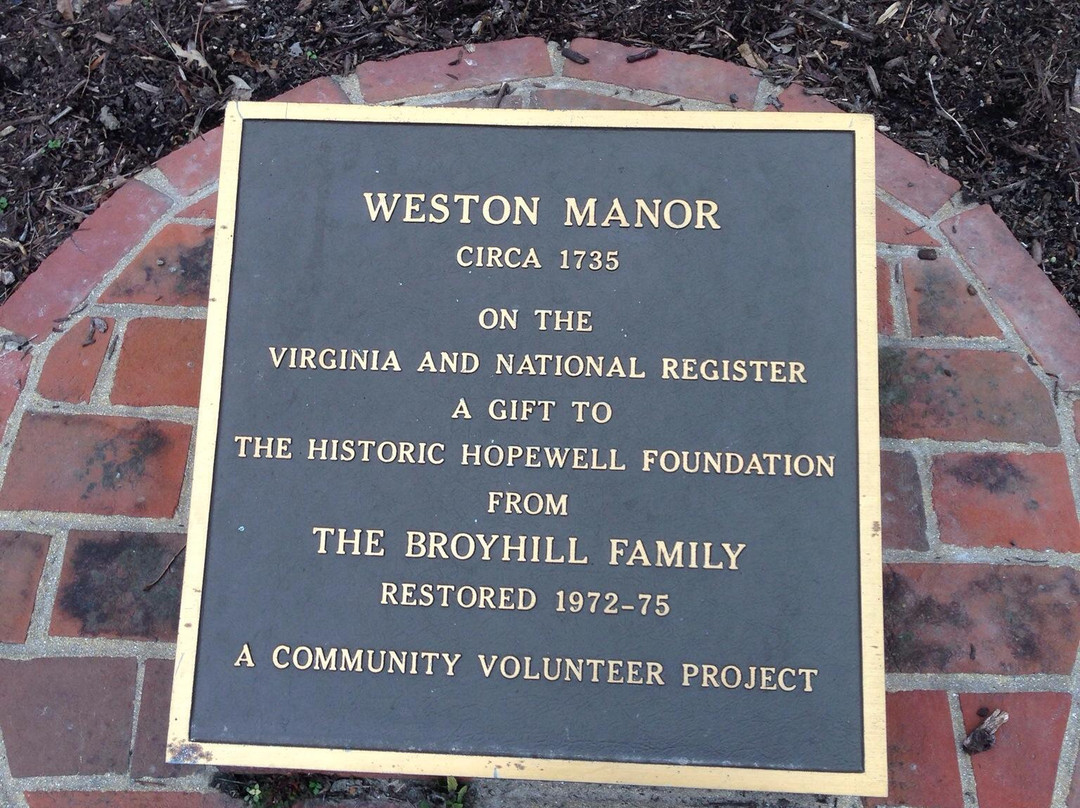 WESTON MANOR
CIRCA 1735
ON THE
VIRGINIA AND NATIONAL REGISTER
A GIFT TO
THE HISTORIC HOPEWELL FOUNDATION
FROM
THE BROYHILL FAMILY
RESTORED 1972-75
A COMMUNITY VOLUNTEER PROJECT